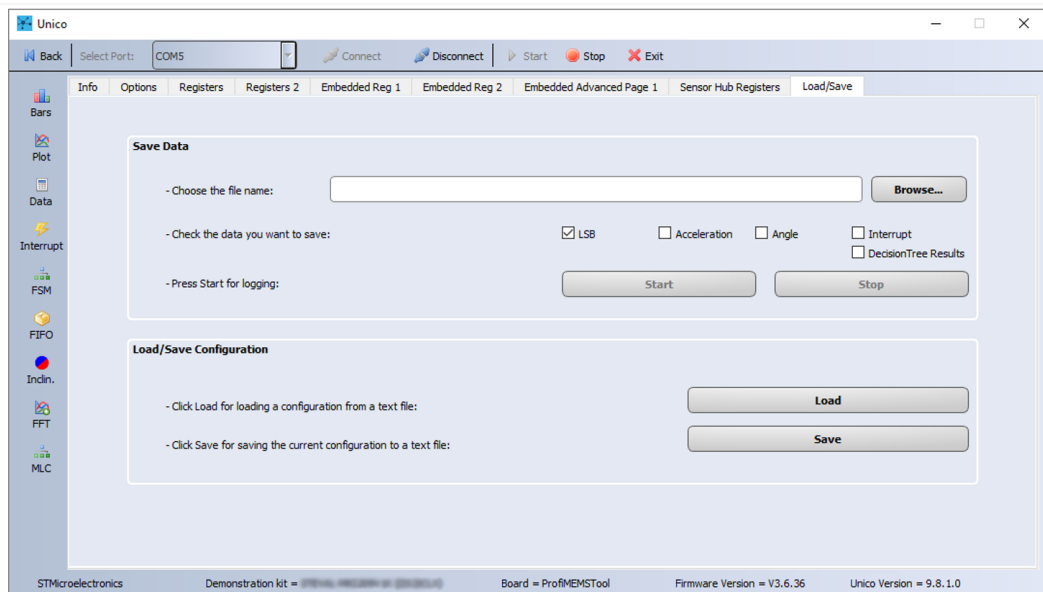 Unico
Back Select Port: COM5 Connect Disconnect Start Stop Exit
Info Options Registers Registers 2 Embedded Reg 1 Embedded Reg 2 Embedded Advanced Page 1 Sensor Hub Registers Load/Save
Bars
Plot
Data
Interrupt
FSM
FIFO
Inclin.
FFT
MLC
Save Data
- Choose the file name: Browse...
- Check the data you want to save: LSB Acceleration Angle Interrupt
DecisionTree Results
- Press Start for logging: Start Stop
Load/Save Configuration
- Click Load for loading a configuration from a text file: Load
- Click Save for saving the current configuration to a text file: Save
STMicroelectronics Demonstration kit = Board = ProfiMEMSTool Firmware Version = V3.6.36 Unico Version = 9.8.1.0